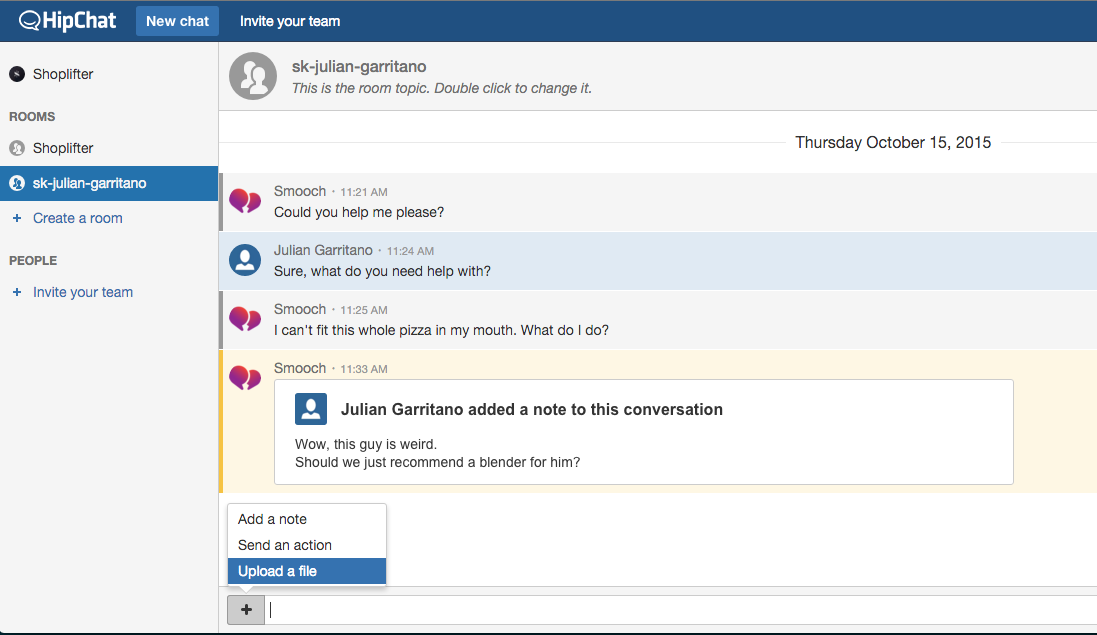 HipChat New chat Invite your team
Shoplifter
ROOMS
Shoplifter
sk-julian-garritano
+ Create a room
PEOPLE
+ Invite your team
sk-julian-garritano
This is the room topic. Double click to change it.
Thursday October 15, 2015
Smooch · 11:21 AM
Could you help me please?
Julian Garritano · 11:24 AM
Sure, what do you need help with?
Smooch · 11:25 AM
I can't fit this whole pizza in my mouth. What do I do?
Smooch · 11:33 AM
Julian Garritano added a note to this conversation
Wow, this guy is weird.
Should we just recommend a blender for him?
Add a note
Send an action
Upload a file
+